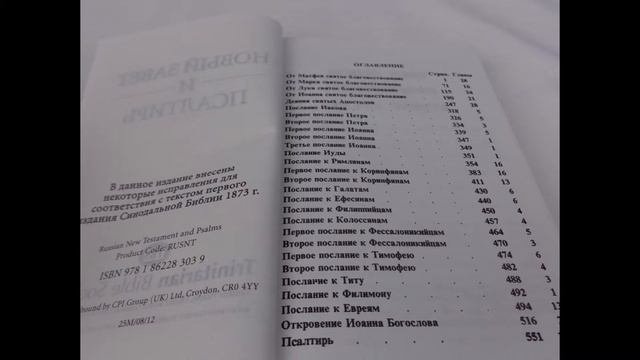 НОВЫЙ ЗАВЕТ
И
ПСАЛТИРЬ
В данное издание внесены
некоторые исправления для
соответствия с текстом первого
издания Синодальной Библии 1873 г.
Russian New Testament and Psalms
Product Code: RUSNT
ISBN 978 1 86228 303 9
Trinitarian Bible
bound by CPI Group (UK) Ltd, Croydon, CR0 4YY
25M/08/12
ОГЛАВЛЕНИЕ
Стран. Главы
От Матфея святое благовествование 1 28
От Марка святое благовествование 71 16
От Луки святое благовествование 115 24
От Иоанна святое благовествование 190 21
Деяния святых Апостолов 247 28
Послание Иакова 318 5
Первое послание Петра 326 5
Второе послание Петра 334 3
Первое послание Иоанна 339 5
Второе послание Иоанна 347 1
Третье послание Иоанна 349 1
Послание Иуды 351 1
Послание к Римлянам 354 16
Первое послание к Коринфянам 383 16
Второе послание к Коринфянам 411 13
Послание к Галатам 430 6
Послание к Ефесянам 440 6
Послание к Филиппийцам 450 4
Послание к Колоссянам 457 4
Первое послание к Фессалоникийцам 464 5
Второе послание к Фессалоникийцам 470 3
Первое послание к Тимофею 474 6
Второе послание к Тимофею 482 4
Послание к Титу 488 3
Послание к Филимону 492 1
Послание к Евреям 494 13
Откровение Иоанна Богослова 516
Псалтирь 551